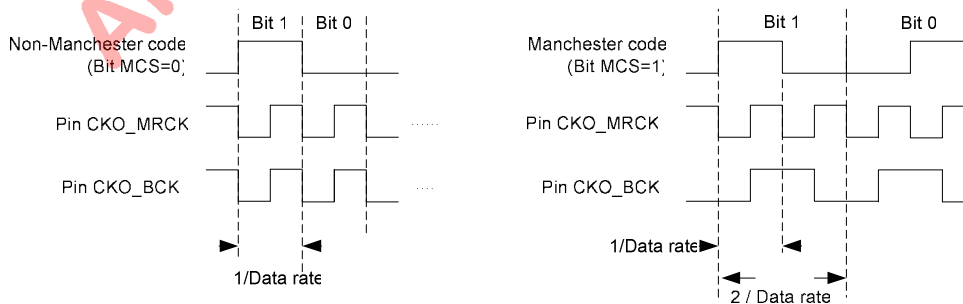 Bit 1 Bit 0
Non-Manchester code
(Bit MCS=0)
Pin CKO_MRCK
......
Pin CKO_BCK
....
1/Data rate
Bit 1 Bit 0
Manchester code
(Bit MCS=1)
Pin CKO_MRCK
Pin CKO_BCK
1/Data rate
2 / Data rate